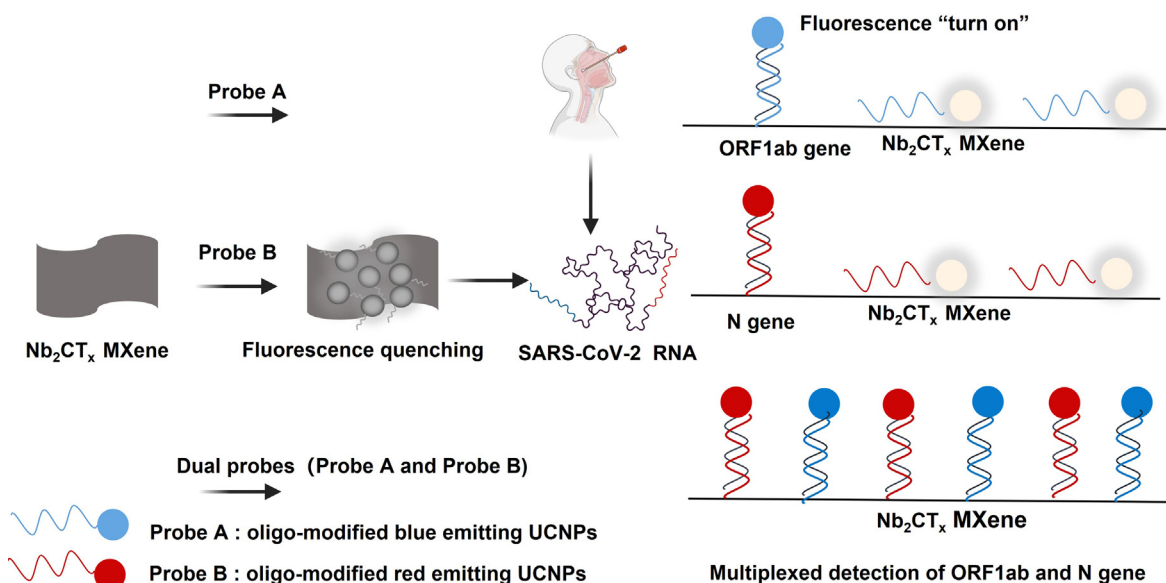 Fluorescence “turn on”
Probe A
ORF1ab gene
Nb₂CTₓ MXene
Probe B
Nb₂CTₓ MXene
Fluorescence quenching
SARS-CoV-2 RNA
N gene
Nb₂CTₓ MXene
Dual probes (Probe A and Probe B)
Probe A : oligo-modified blue emitting UCNPs
Probe B : oligo-modified red emitting UCNPs
Nb₂CTₓ MXene
Multiplexed detection of ORF1ab and N gene